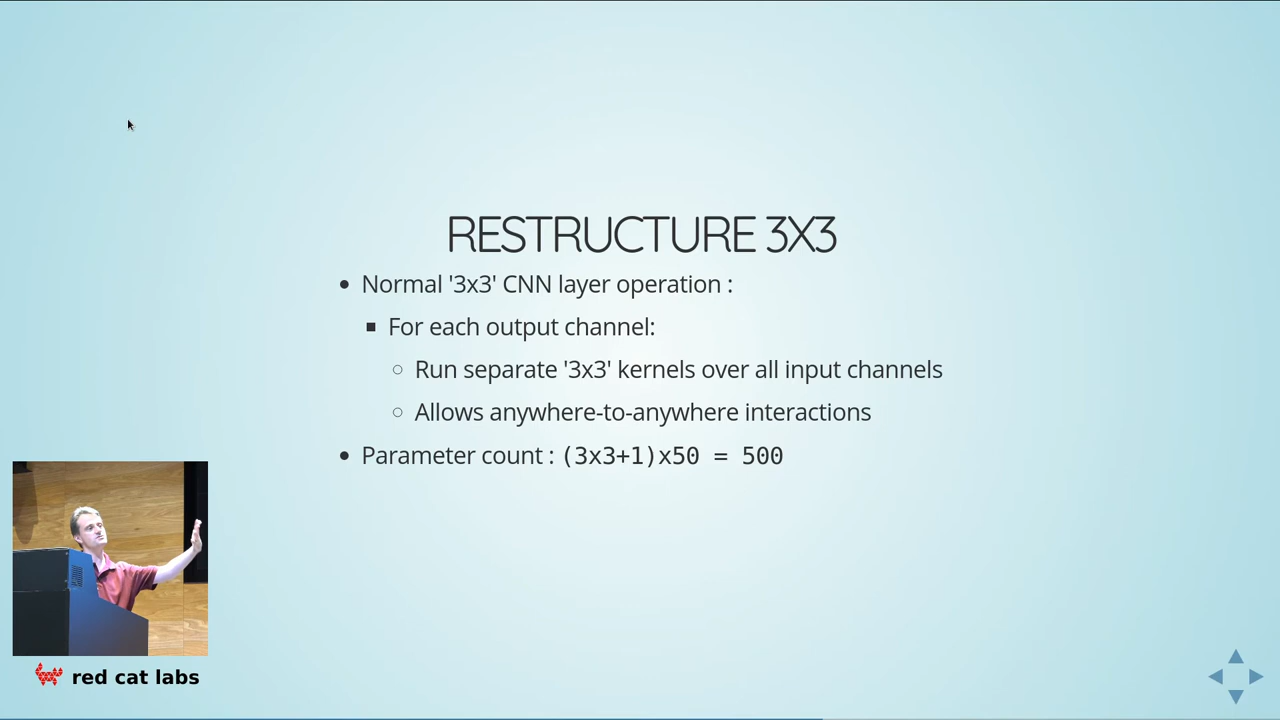 RESTRUCTURE 3X3
Normal '3x3' CNN layer operation :
For each output channel:
Run separate '3x3' kernels over all input channels
Allows anywhere-to-anywhere interactions
Parameter count : (3x3+1)x50 = 500
red cat labs